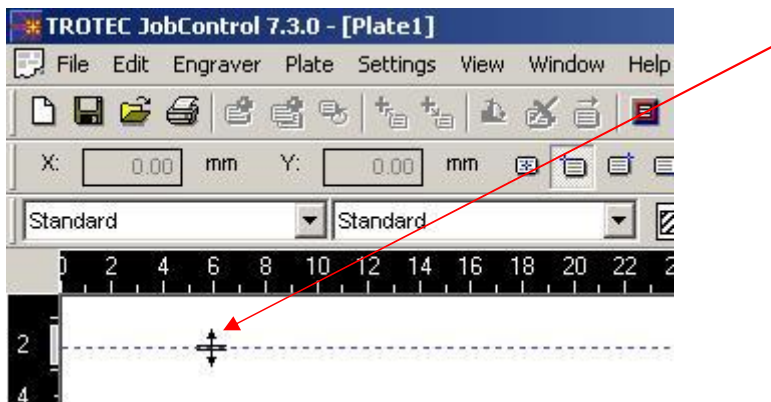 TROTEC JobControl 7.3.0 - [Plate1]
File Edit Engraver Plate Settings View Window Help
X: 0.00 mm Y: 0.00 mm
Standard Standard
0 2 4 6 8 10 12 14 16 18 20 22 2
2
4